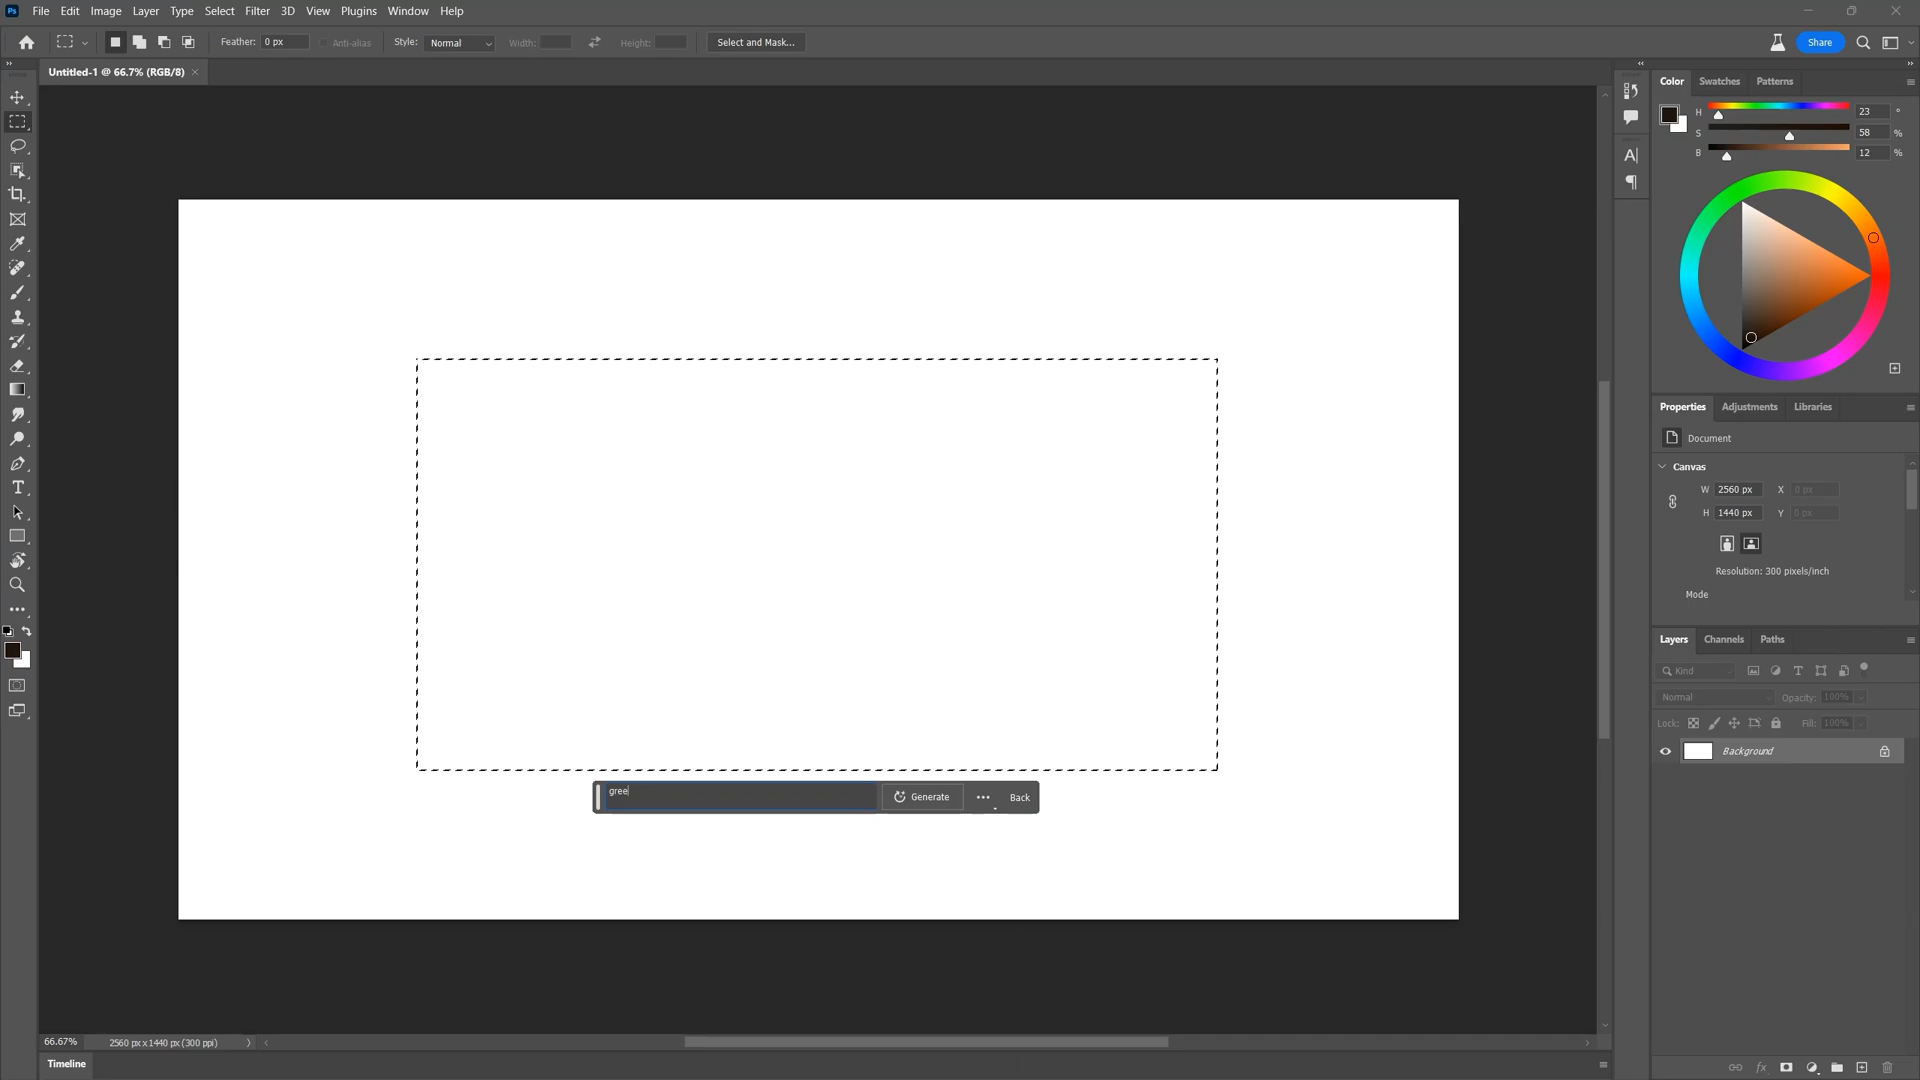 Ps File Edit Image Layer Type Select Filter 3D View Plugins Window Help
Feather: 0 px Anti-alias Style: Normal Width: Height: Select and Mask... Share
Untitled-1 @ 66.7% (RGB/8) ×
Color Swatches Patterns
H 23 °
S 58 %
B 12 %
Properties Adjustments Libraries
Document
Canvas
W 2560 px X 0 px
H 1440 px Y 0 px
Resolution: 300 pixels/inch
Mode
Layers Channels Paths
Kind
Normal Opacity: 100%
Lock: Fill: 100%
Background
gree Generate ••• Back
66.67% 2560 px x 1440 px (300 ppi)
Timeline